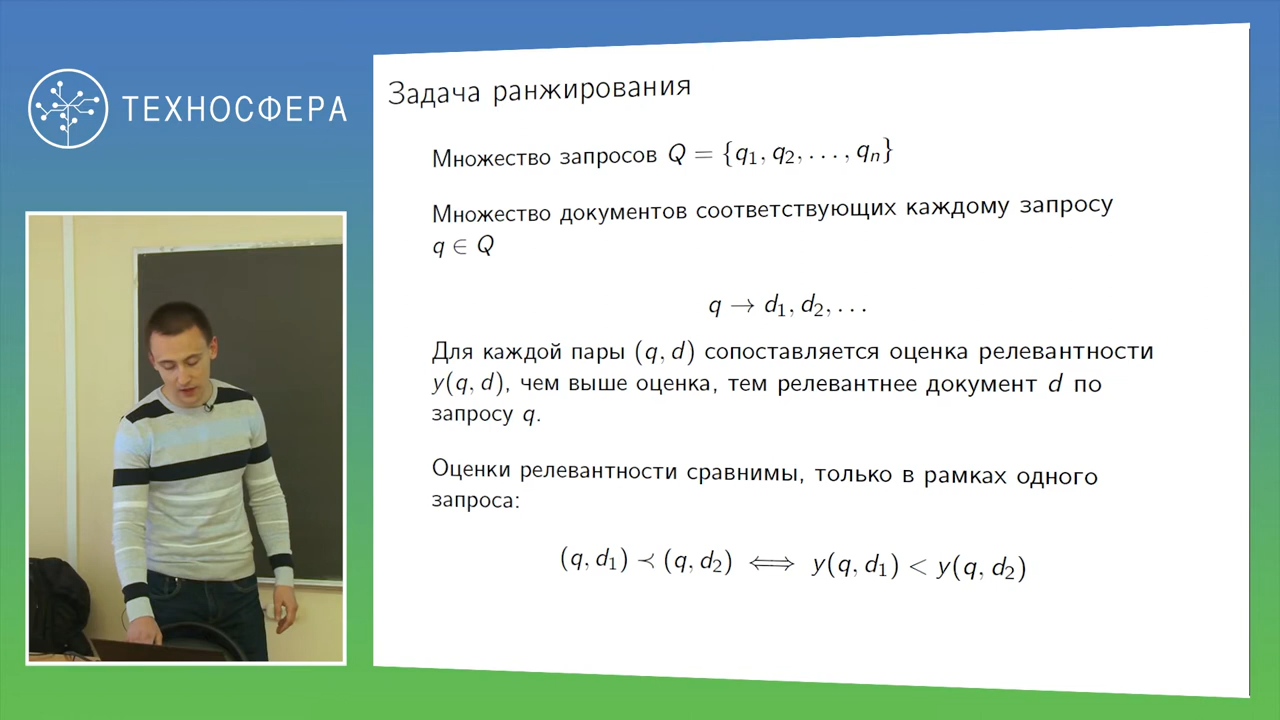 ТЕХНОСФЕРА
Задача ранжирования
Множество запросов Q = {q₁, q₂, . . . , qₙ}
Множество документов соответствующих каждому запросу
q ∈ Q
q → d₁, d₂, . . .
Для каждой пары (q, d) сопоставляется оценка релевантности
y(q, d), чем выше оценка, тем релевантнее документ d по
запросу q.
Оценки релевантности сравнимы, только в рамках одного
запроса:
(q, d₁) ≺ (q, d₂) ⟺ y(q, d₁) < y(q, d₂)